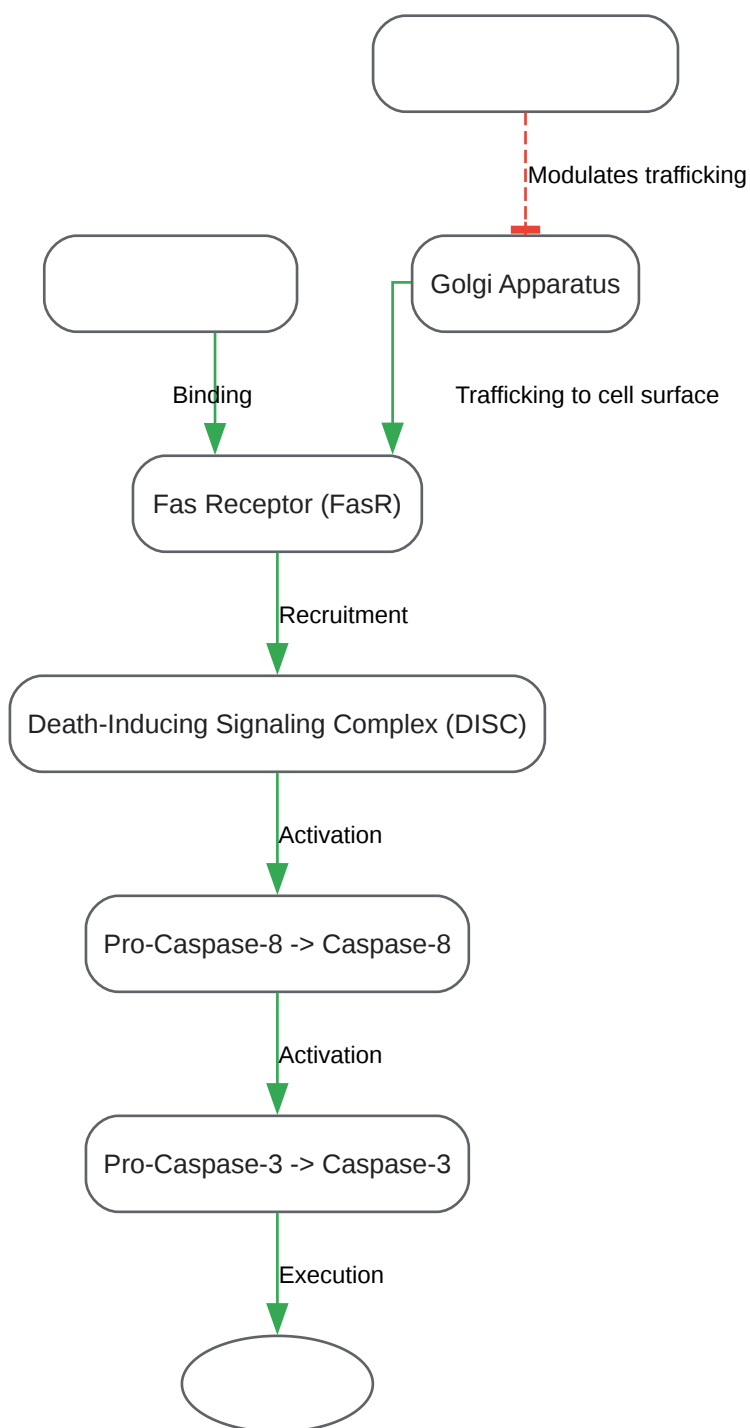 Modulates trafficking
Golgi Apparatus
Binding
Trafficking to cell surface
Fas Receptor (FasR)
Recruitment
Death-Inducing Signaling Complex (DISC)
Activation
Pro-Caspase-8 -> Caspase-8
Activation
Pro-Caspase-3 -> Caspase-3
Execution